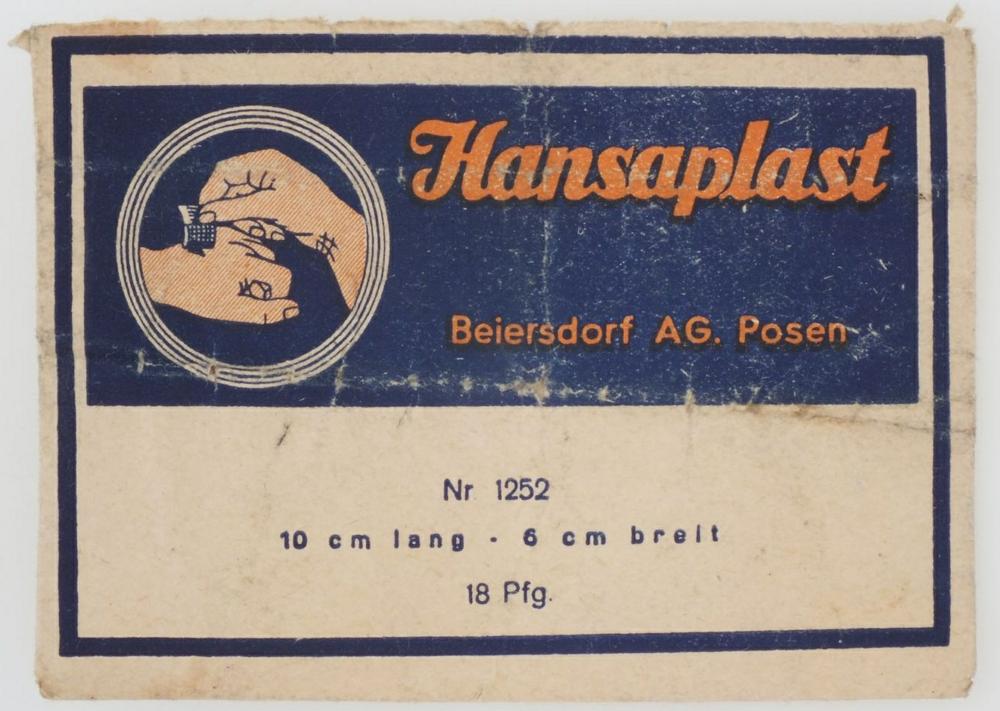 Hansaplast
Beiersdorf AG. Posen
Nr 1252
10 cm lang - 6 cm breit
18 Pfg.